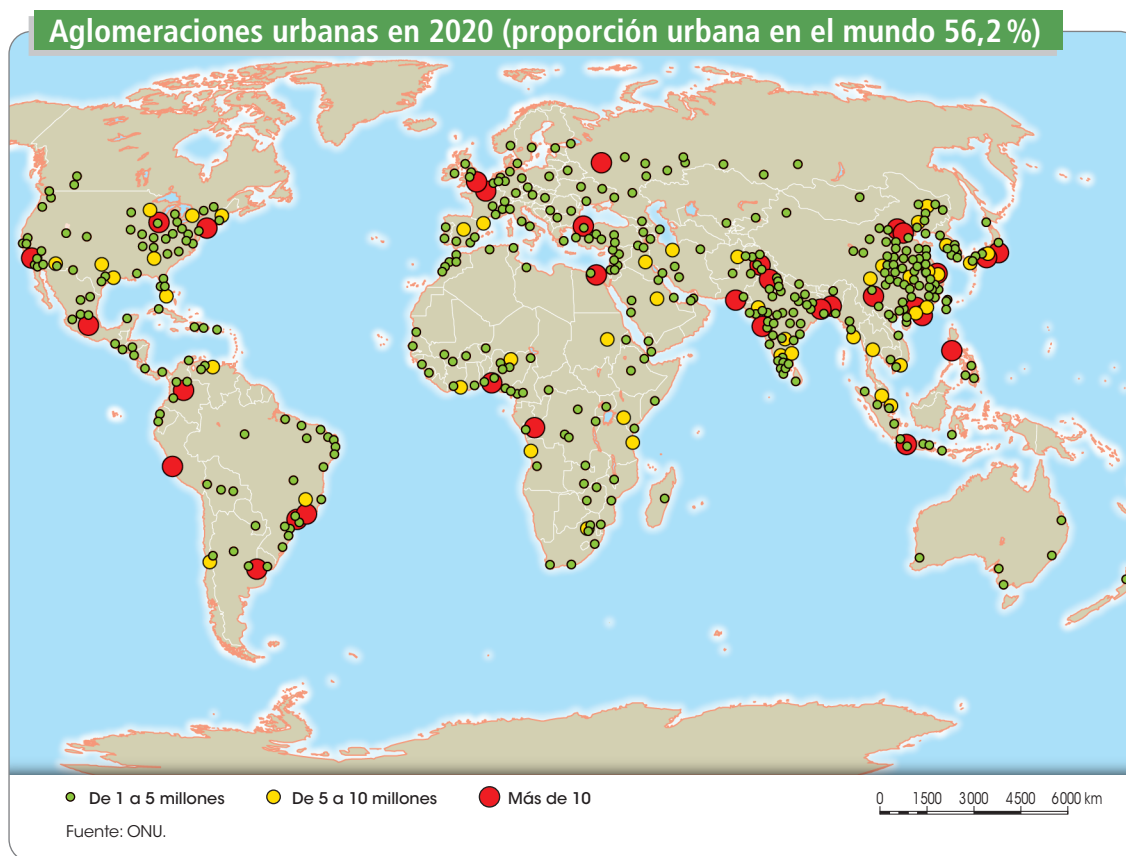 Aglomeraciones urbanas en 2020 (proporción urbana en el mundo 56,2 %)
De 1 a 5 millones De 5 a 10 millones Más de 10
0 1500 3000 4500 6000 km
Fuente: ONU.